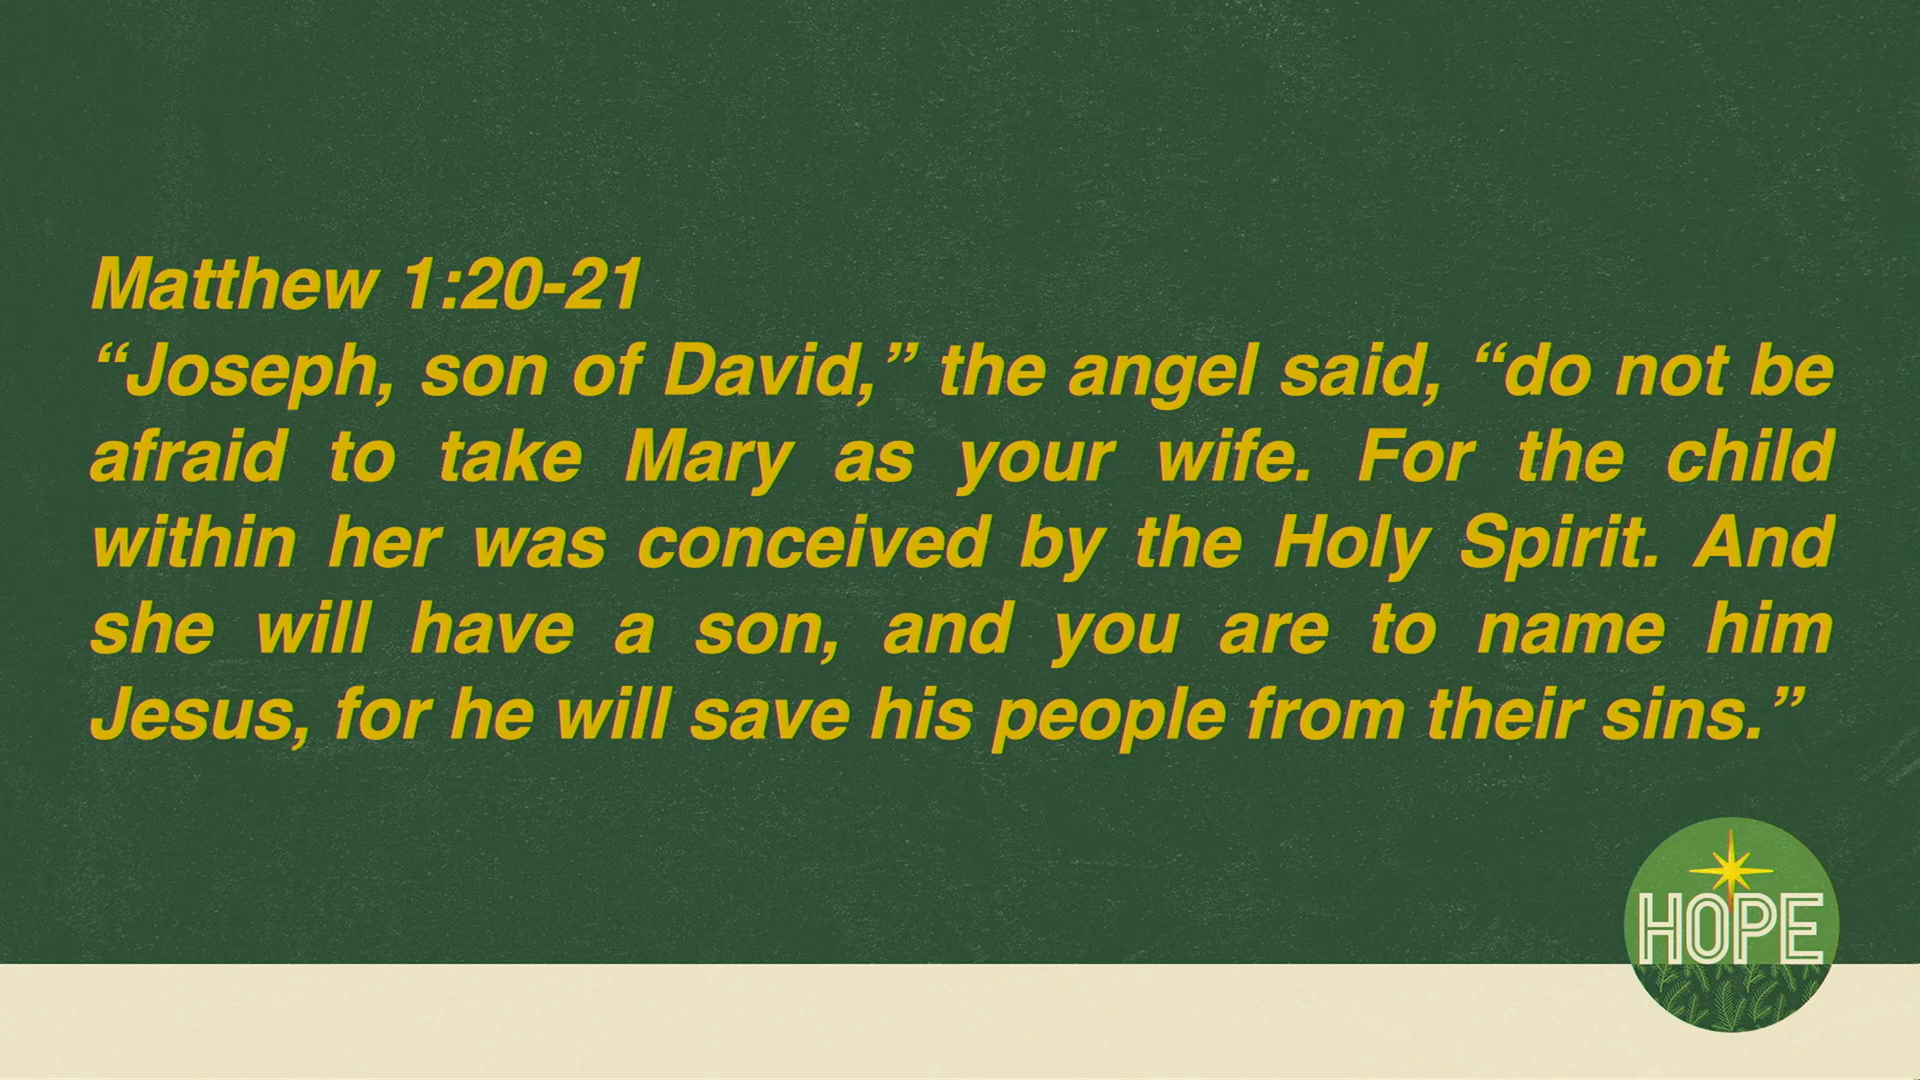 Matthew 1:20-21
“Joseph, son of David,” the angel said, “do not be
afraid to take Mary as your wife. For the child
within her was conceived by the Holy Spirit. And
she will have a son, and you are to name him
Jesus, for he will save his people from their sins.”
HOPE